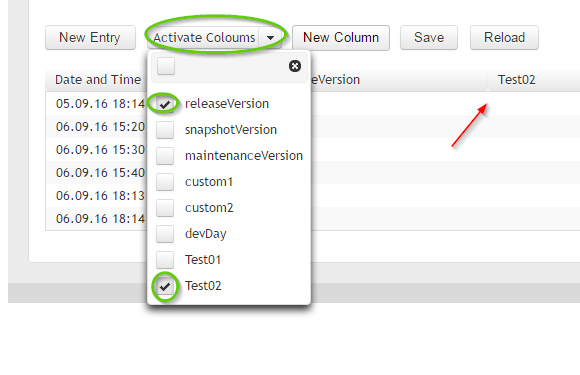 New Entry Activate Coloums New Column Save Reload
Date and Time eVersion Test02
05.09.16 18:14 releaseVersion
06.09.16 15:20 snapshotVersion
06.09.16 15:30 maintenanceVersion
06.09.16 15:40 custom1
06.09.16 18:13 custom2
06.09.16 18:14 devDay
Test01
Test02